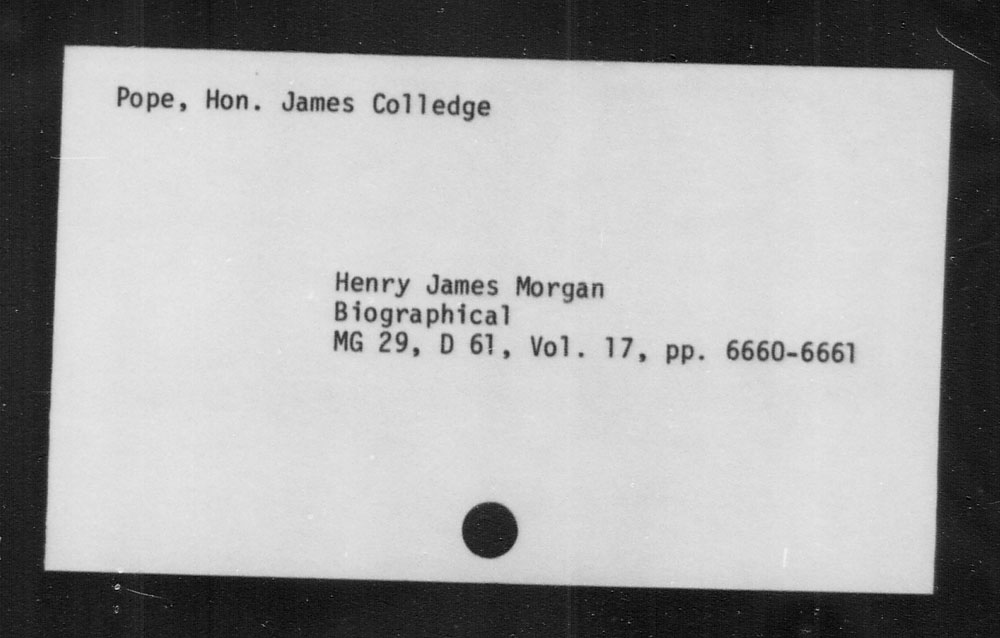 Pope, Hon. James Colledge
Henry James Morgan
Biographical
MG 29, D 61, Vol. 17, pp. 6660-6661